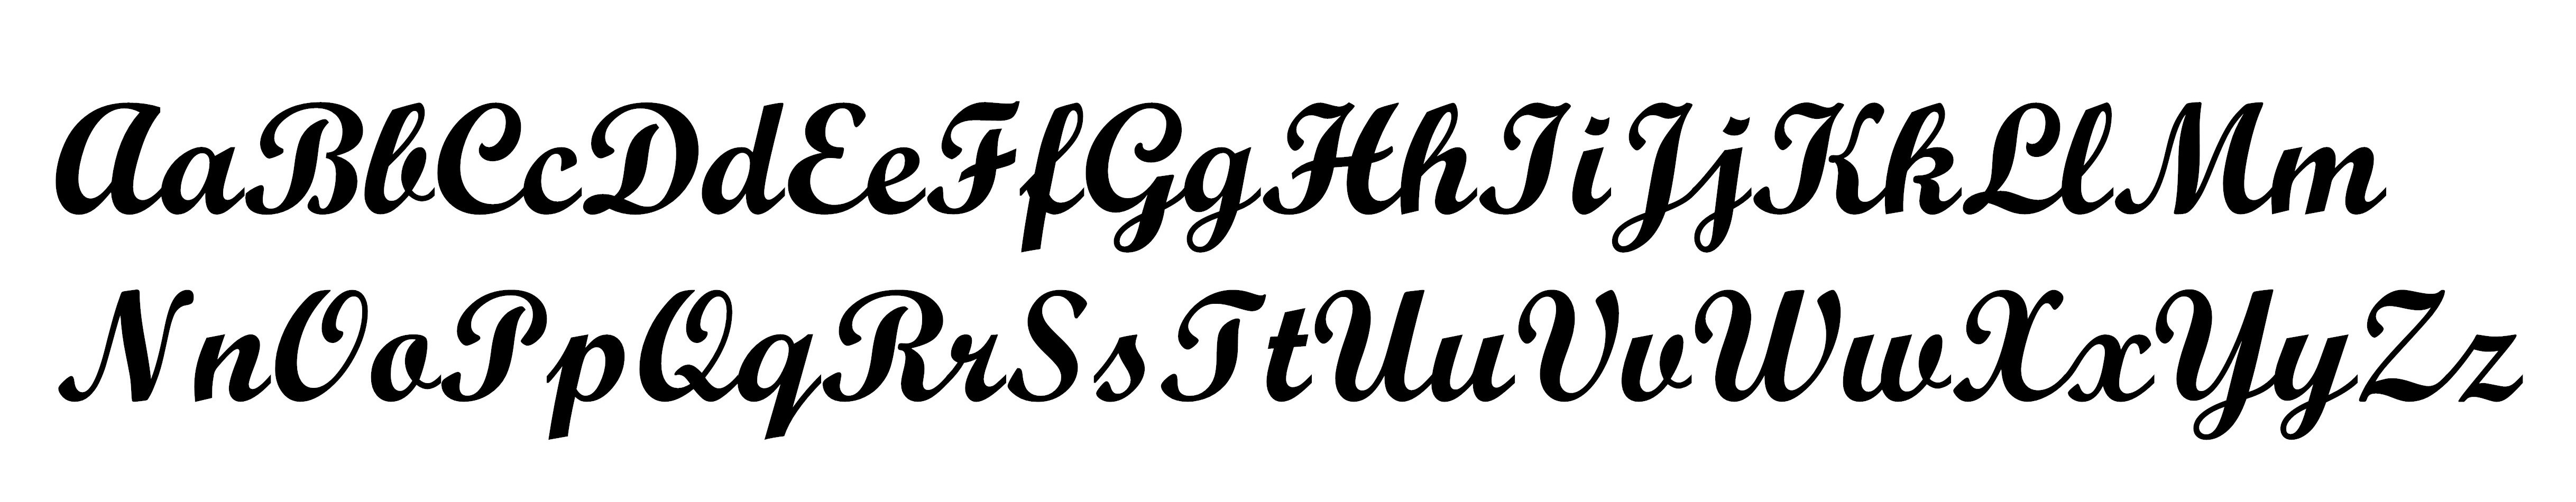 AaBbCcDdEeFfGgHhIiJjKkLlMm
NnOoPpQqRrSsTtUuVvWwXxYyZz